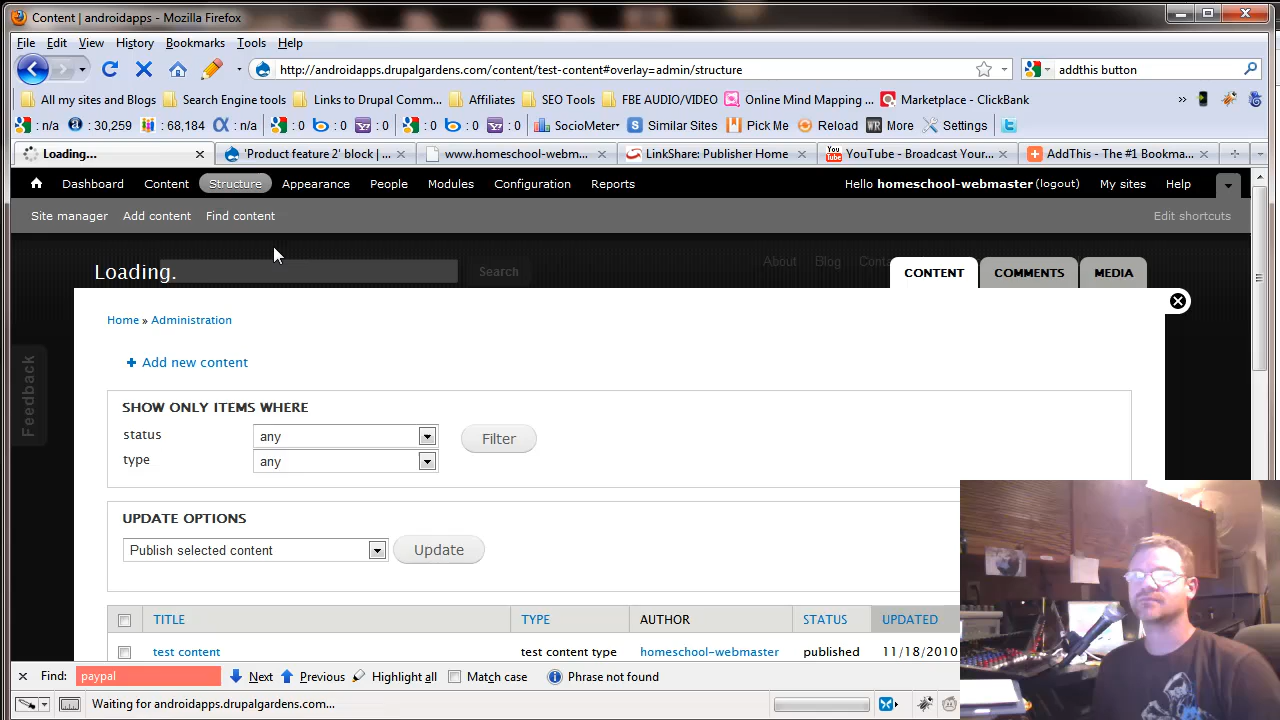 Content | androidapps - Mozilla Firefox
File Edit View History Bookmarks Tools Help
http://androidapps.drupalgardens.com/content/test-content#overlay=admin/structure
addthis button
All my sites and Blogs Search Engine tools Links to Drupal Comm... Affiliates SEO Tools FBE AUDIO/VIDEO Online Mind Mapping ... Marketplace - ClickBank »
: n/a : 30,259 : 68,184 : n/a : 0 : 0 : 0 : 0 : 0 : 0 SocioMeter Similar Sites Pick Me Reload WR More Settings
Loading... 'Product feature 2' block | ... www.homeschool-webm... LinkShare: Publisher Home YouTube - Broadcast Your... AddThis - The #1 Bookma...
Dashboard Content Structure Appearance People Modules Configuration Reports Hello homeschool-webmaster (logout) My sites Help
Site manager Add content Find content Edit shortcuts
About Blog Conta
Loading. Search CONTENT COMMENTS MEDIA
Home » Administration
Add new content
Feedback
SHOW ONLY ITEMS WHERE
status any Filter
type any
UPDATE OPTIONS
Publish selected content Update
TITLE TYPE AUTHOR STATUS UPDATED
test content test content type homeschool-webmaster published 11/18/2010
Find: paypal Next Previous Highlight all Match case Phrase not found
Waiting for androidapps.drupalgardens.com...